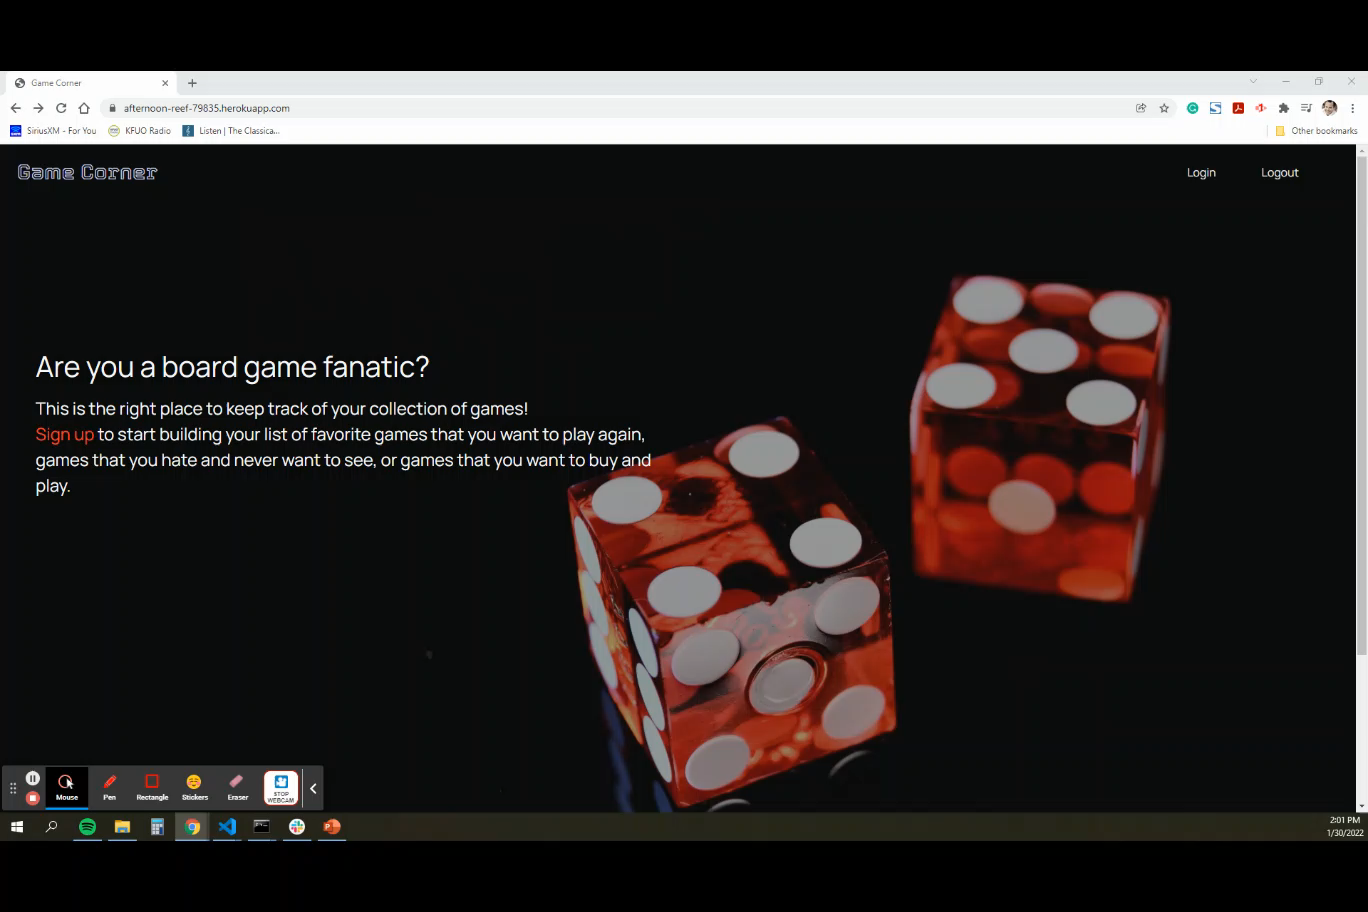 Game Corner
afternoon-reef-79835.herokuapp.com
SiriusXM - For You KFUO Radio Listen | The Classica... Other bookmarks
Game Corner Login Logout
Are you a board game fanatic?
This is the right place to keep track of your collection of games!
Sign up to start building your list of favorite games that you want to play again,
games that you hate and never want to see, or games that you want to buy and
play.
Mouse Pen Rectangle Stickers Eraser STOP
WEBCAM
2:01 PM
1/30/2022